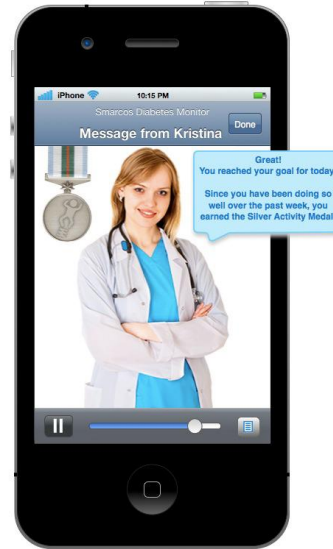 iPhone 10:15 PM
Smarcos Diabetes Monitor
Message from Kristina
Done
Great!
You reached your goal for today
Since you have been doing so
well over the past week, you
earned the Silver Activity Medal